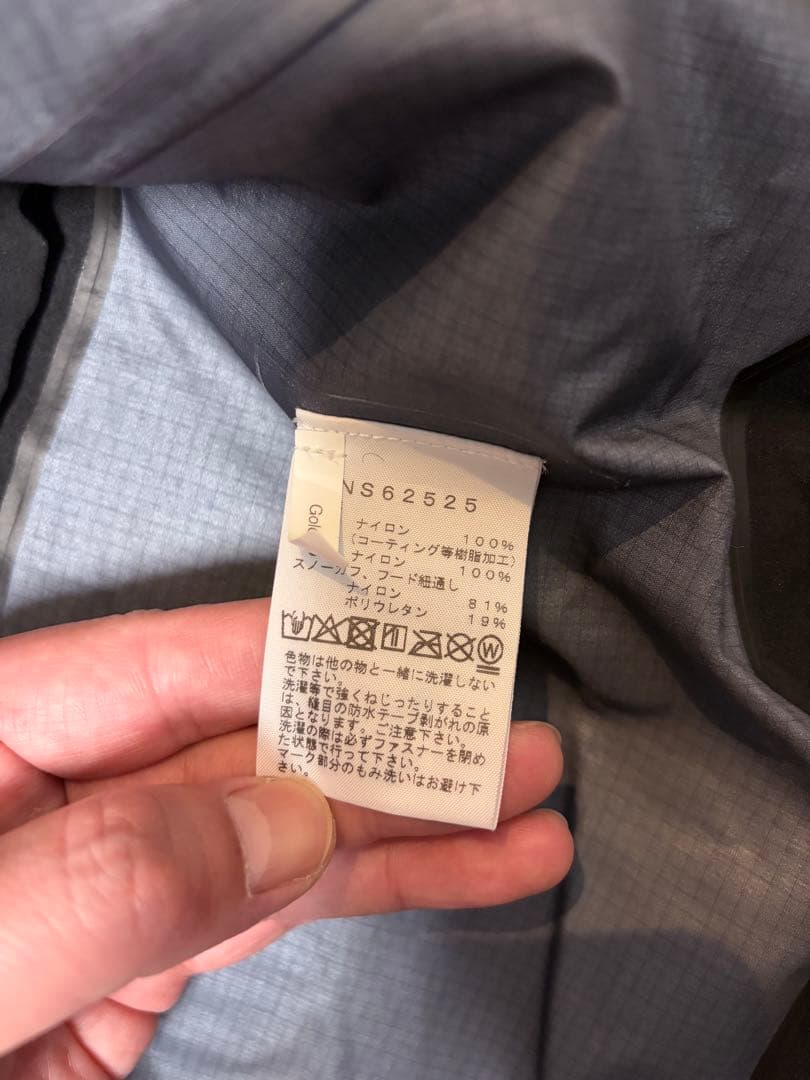 NS62525
Gol
ナイロン 100%
(コーティング等樹脂加工)
ナイロン 100%
スノーカフ、フード紐通し
ナイロン 81%
ポリウレタン 19%
W
色物は他の物と一緒に洗濯しない
で下さい。
洗濯等で強くねじったりすること
は、縫目の防水テープ剥がれの原
因となります。ご注意下さい。
洗濯の際は必ずファスナーを閉め
た状態で行って下さい。
マーク部分のもみ洗いはお避け下
さい。